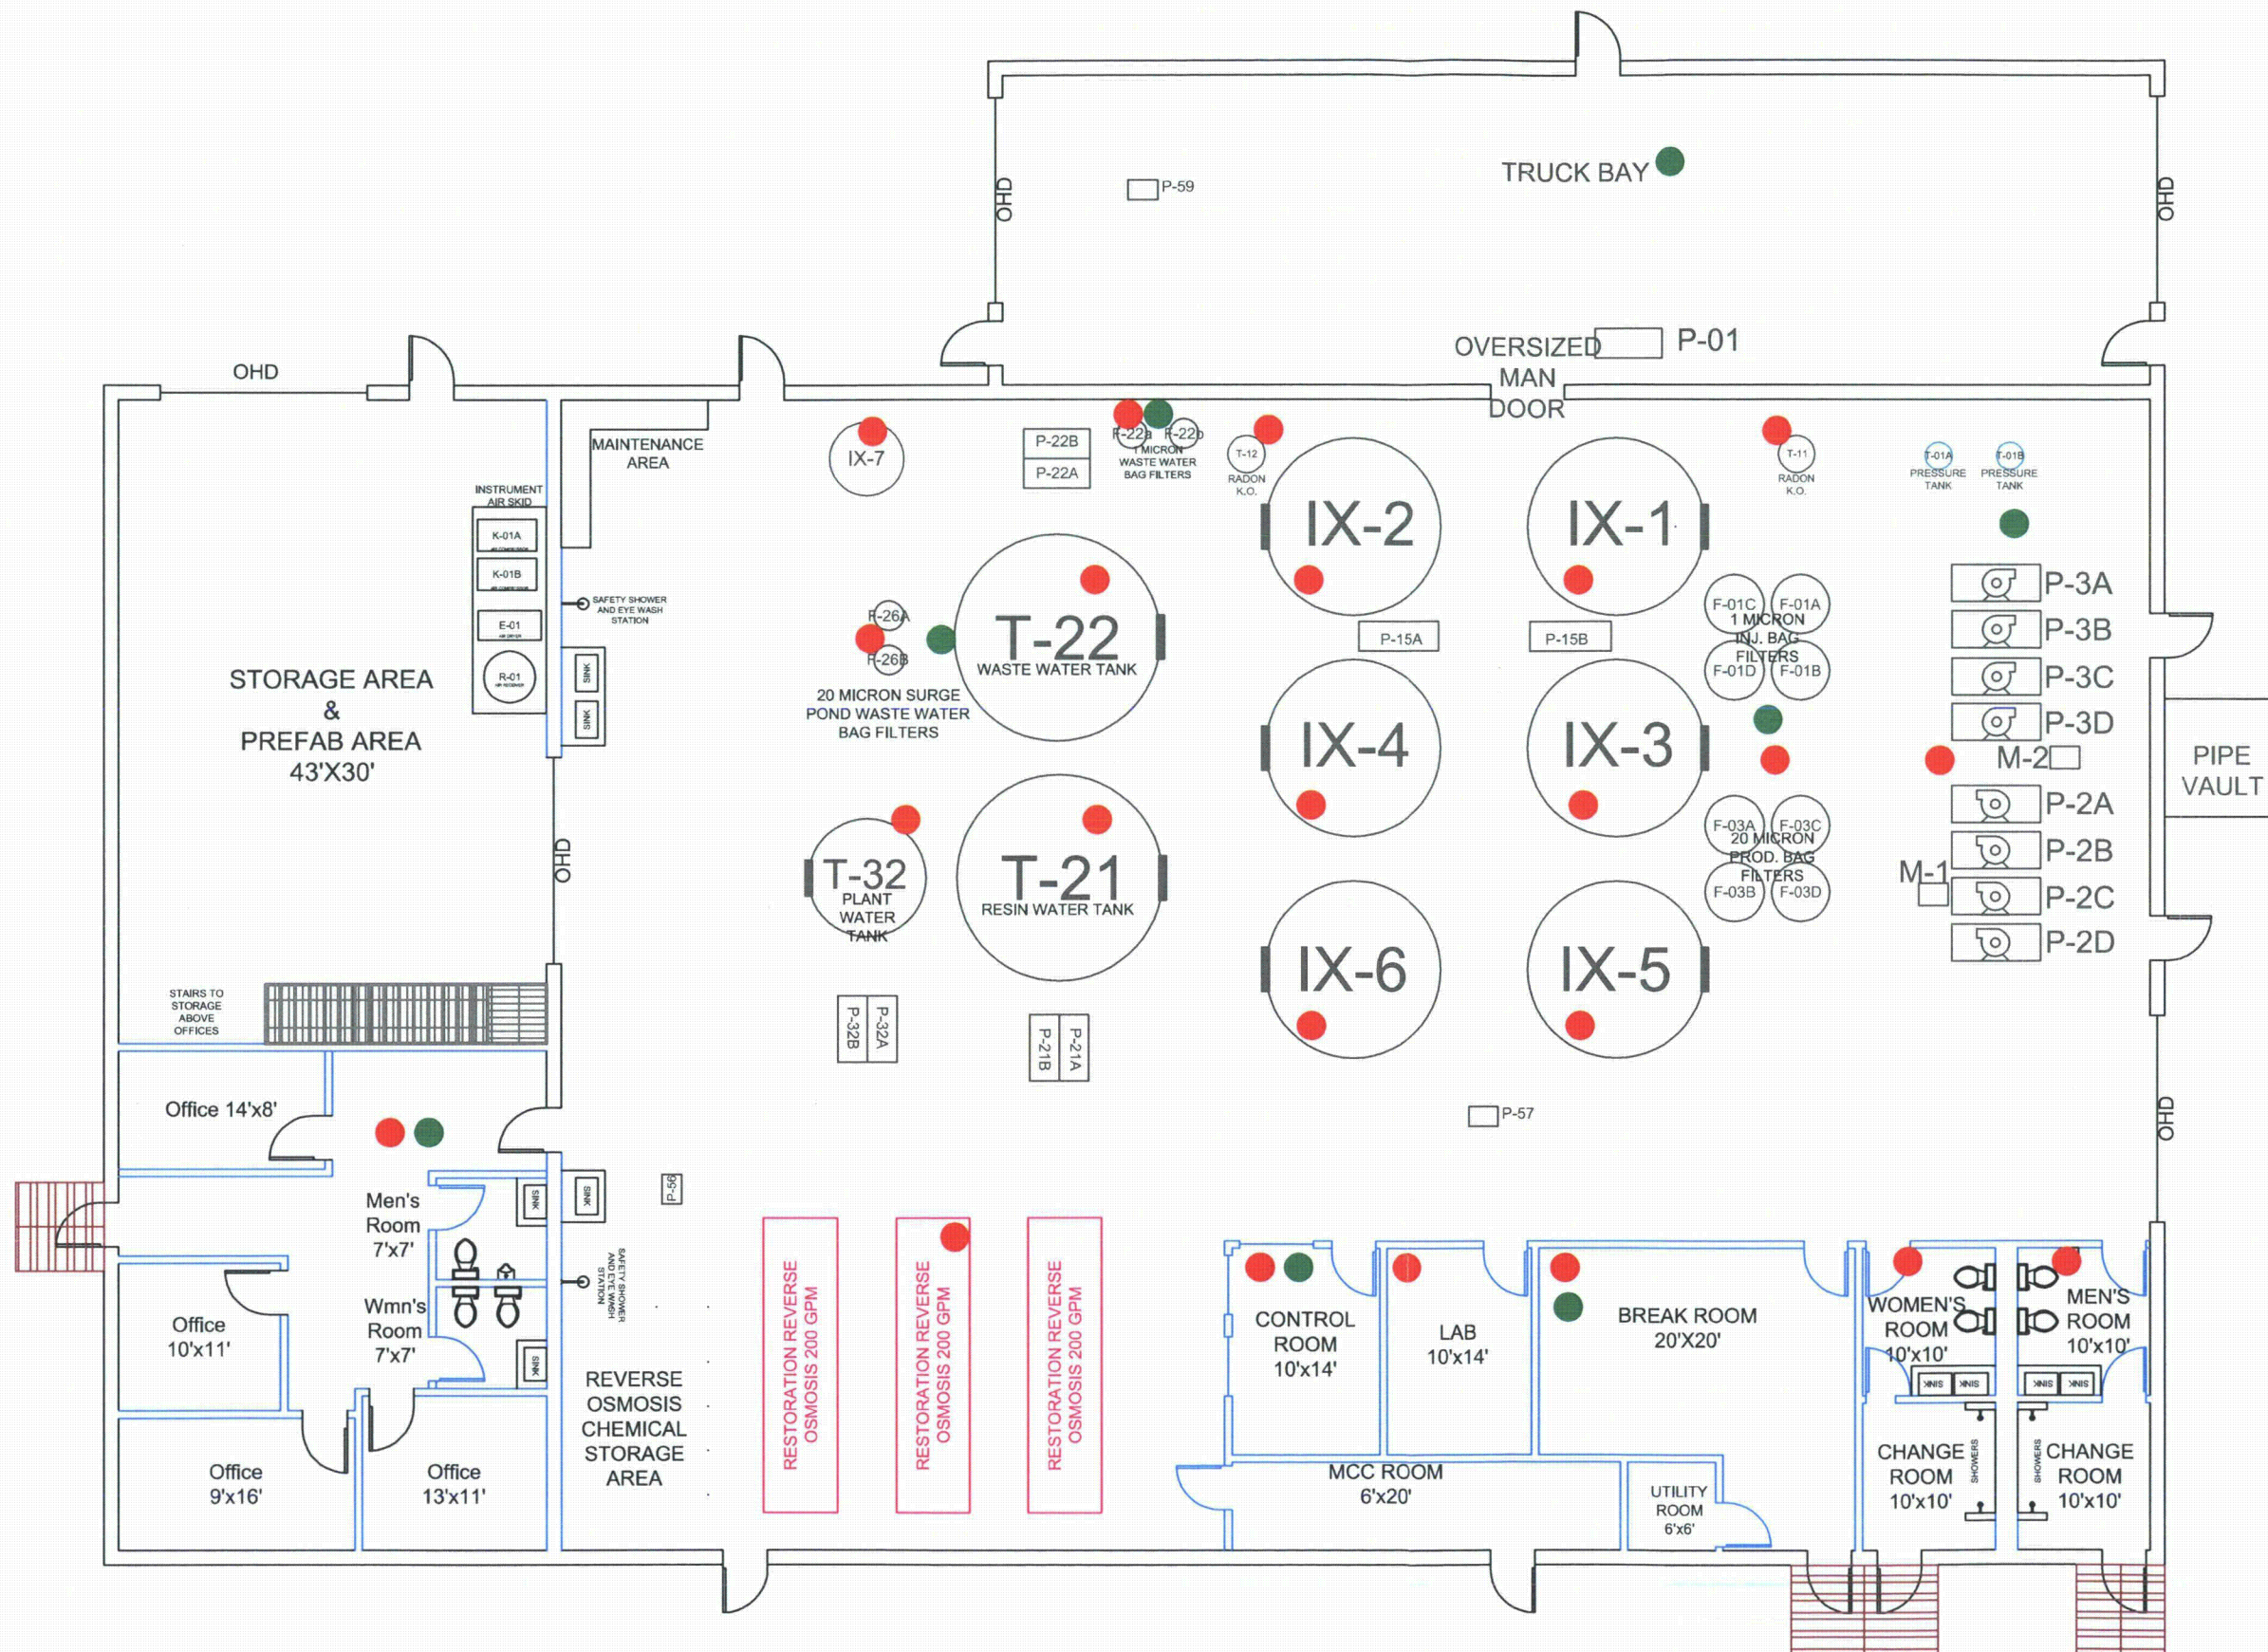 TRUCK BAY
OHD
P-59
OHD
OVERSIZED
MAN
DOOR
P-01
OHD
MAINTENANCE
AREA
IX-7
P-22B
P-22A
F-22a
F-22b
1 MICRON
WASTE WATER
BAG FILTERS
T-12
RADON
K.O.
IX-2
IX-1
T-11
RADON
K.O.
T-01A
PRESSURE
TANK
T-01B
PRESSURE
TANK
INSTRUMENT
AIR SKID
K-01A
AIR COMPRESSOR
K-01B
AIR COMPRESSOR
E-01
AIR DRYER
R-01
AIR RECEIVER
SAFETY SHOWER
AND EYE WASH
STATION
SINK
SINK
STORAGE AREA
&
PREFAB AREA
43'X30'
F-26A
F-26B
20 MICRON SURGE
POND WASTE WATER
BAG FILTERS
T-22
WASTE WATER TANK
P-15A
P-15B
F-01C
F-01A
1 MICRON
INJ. BAG
FILTERS
F-01D
F-01B
P-3A
P-3B
P-3C
P-3D
M-2
PIPE
VAULT
IX-4
IX-3
OHD
T-32
PLANT
WATER
TANK
T-21
RESIN WATER TANK
F-03A
F-03C
20 MICRON
PROD. BAG
FILTERS
F-03B
F-03D
M-1
P-2A
P-2B
P-2C
P-2D
IX-6
IX-5
STAIRS TO
STORAGE
ABOVE
OFFICES
P-32B
P-32A
P-21B
P-21A
P-57
OHD
Office 14'x8'
Men's
Room
7'x7'
SINK
SINK
P-56
SAFETY SHOWER
AND EYE WASH
STATION
Office
10'x11'
Wmn's
Room
7'x7'
SINK
Office
9'x16'
Office
13'x11'
REVERSE
OSMOSIS
CHEMICAL
STORAGE
AREA
RESTORATION REVERSE
OSMOSIS 200 GPM
RESTORATION REVERSE
OSMOSIS 200 GPM
RESTORATION REVERSE
OSMOSIS 200 GPM
CONTROL
ROOM
10'x14'
LAB
10'x14'
BREAK ROOM
20'X20'
WOMEN'S
ROOM
10'x10'
MEN'S
ROOM
10'x10'
SINK
SINK
SINK
SINK
MCC ROOM
6'x20'
UTILITY
ROOM
6'x6'
CHANGE
ROOM
10'x10'
SHOWERS
SHOWERS
CHANGE
ROOM
10'x10'